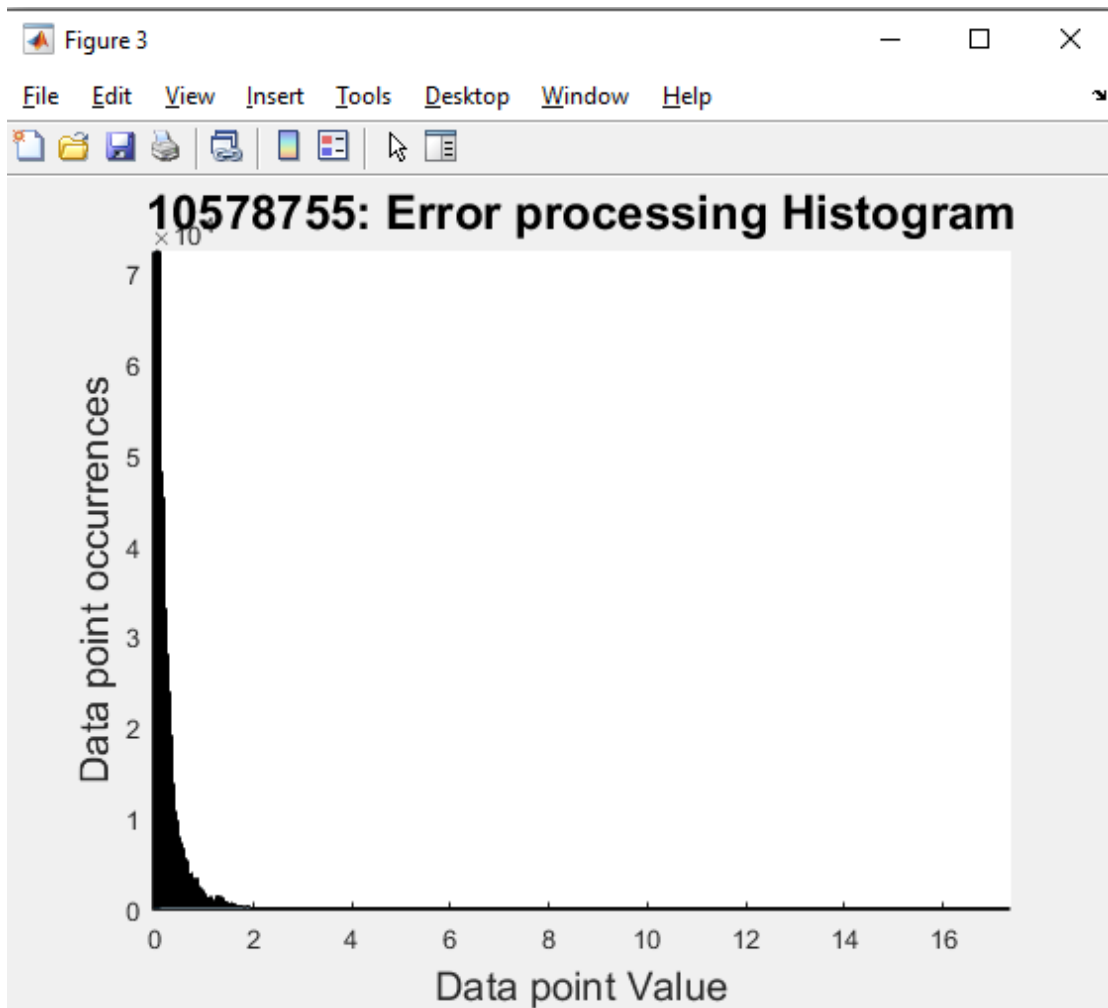 Figure 3
File Edit View Insert Tools Desktop Window Help
10578755: Error processing Histogram
×10
7
6
5
4
3
2
1
0
Data point occurrences
0 2 4 6 8 10 12 14 16
Data point Value